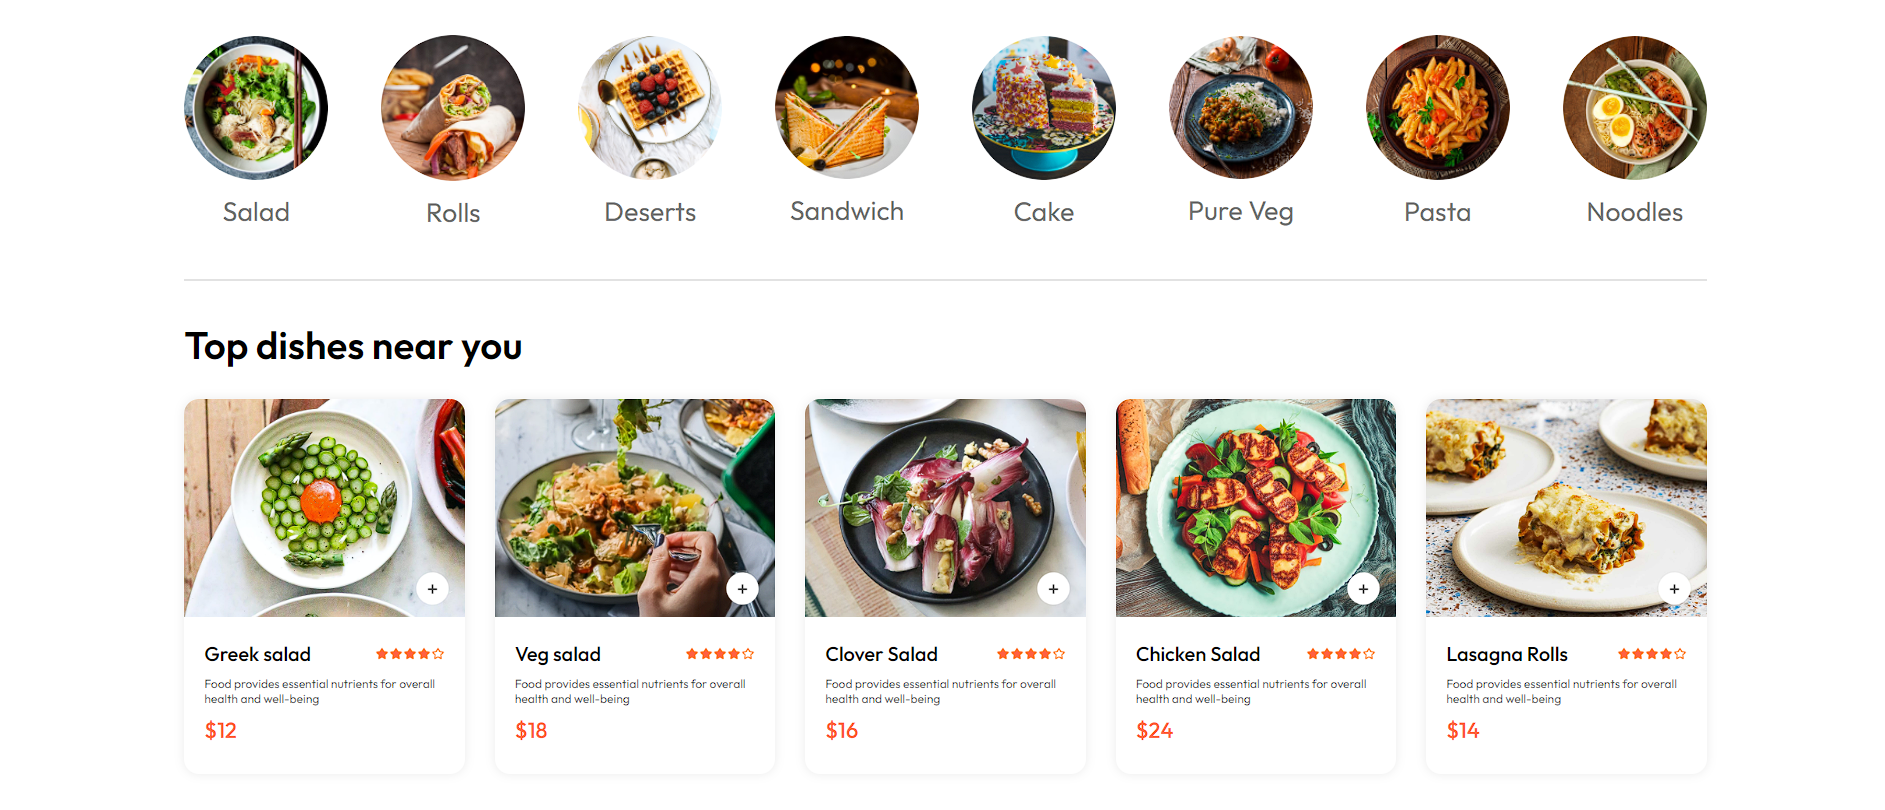 Salad
Rolls
Deserts
Sandwich
Cake
Pure Veg
Pasta
Noodles
Top dishes near you
+
+
+
+
+
Greek salad
Food provides essential nutrients for overall
health and well-being
$12
Veg salad
Food provides essential nutrients for overall
health and well-being
$18
Clover Salad
Food provides essential nutrients for overall
health and well-being
$16
Chicken Salad
Food provides essential nutrients for overall
health and well-being
$24
Lasagna Rolls
Food provides essential nutrients for overall
health and well-being
$14